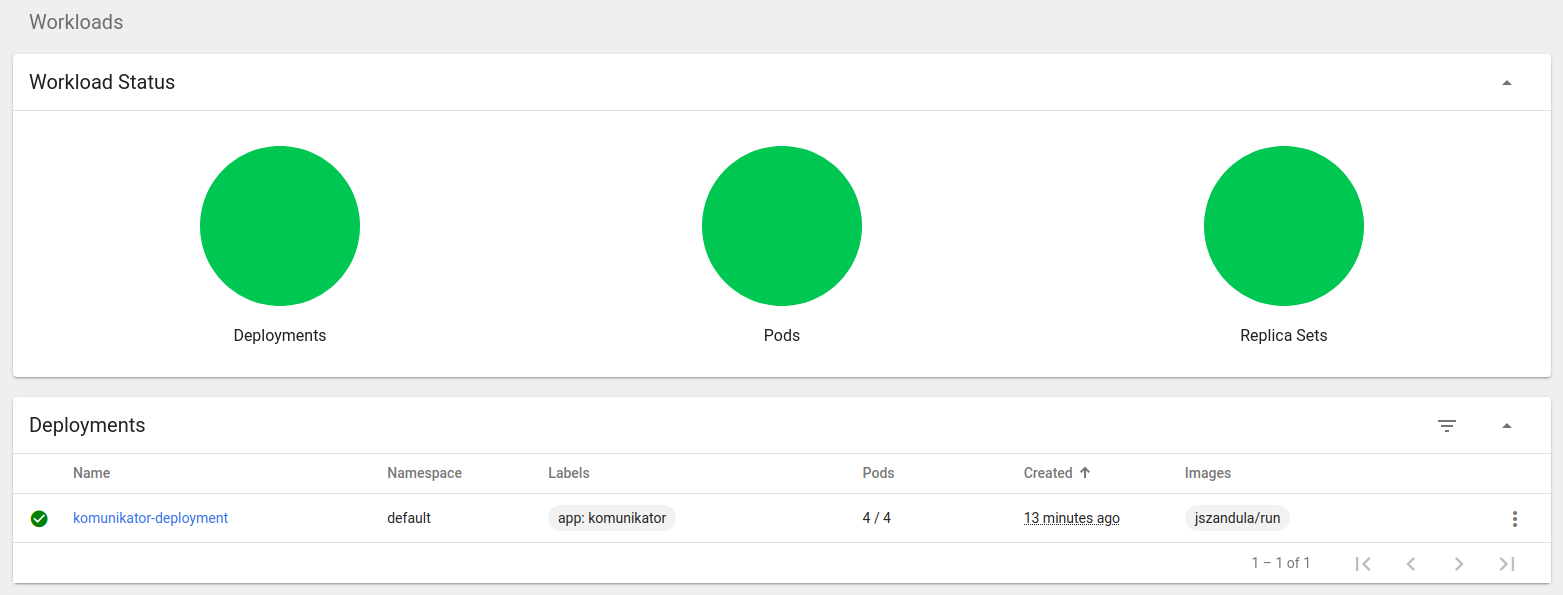 Workloads
Workload Status
Deployments Pods Replica Sets
Deployments
Name Namespace Labels Pods Created Images
komunikator-deployment default app: komunikator 4 / 4 13 minutes ago jszandula/run
1 – 1 of 1